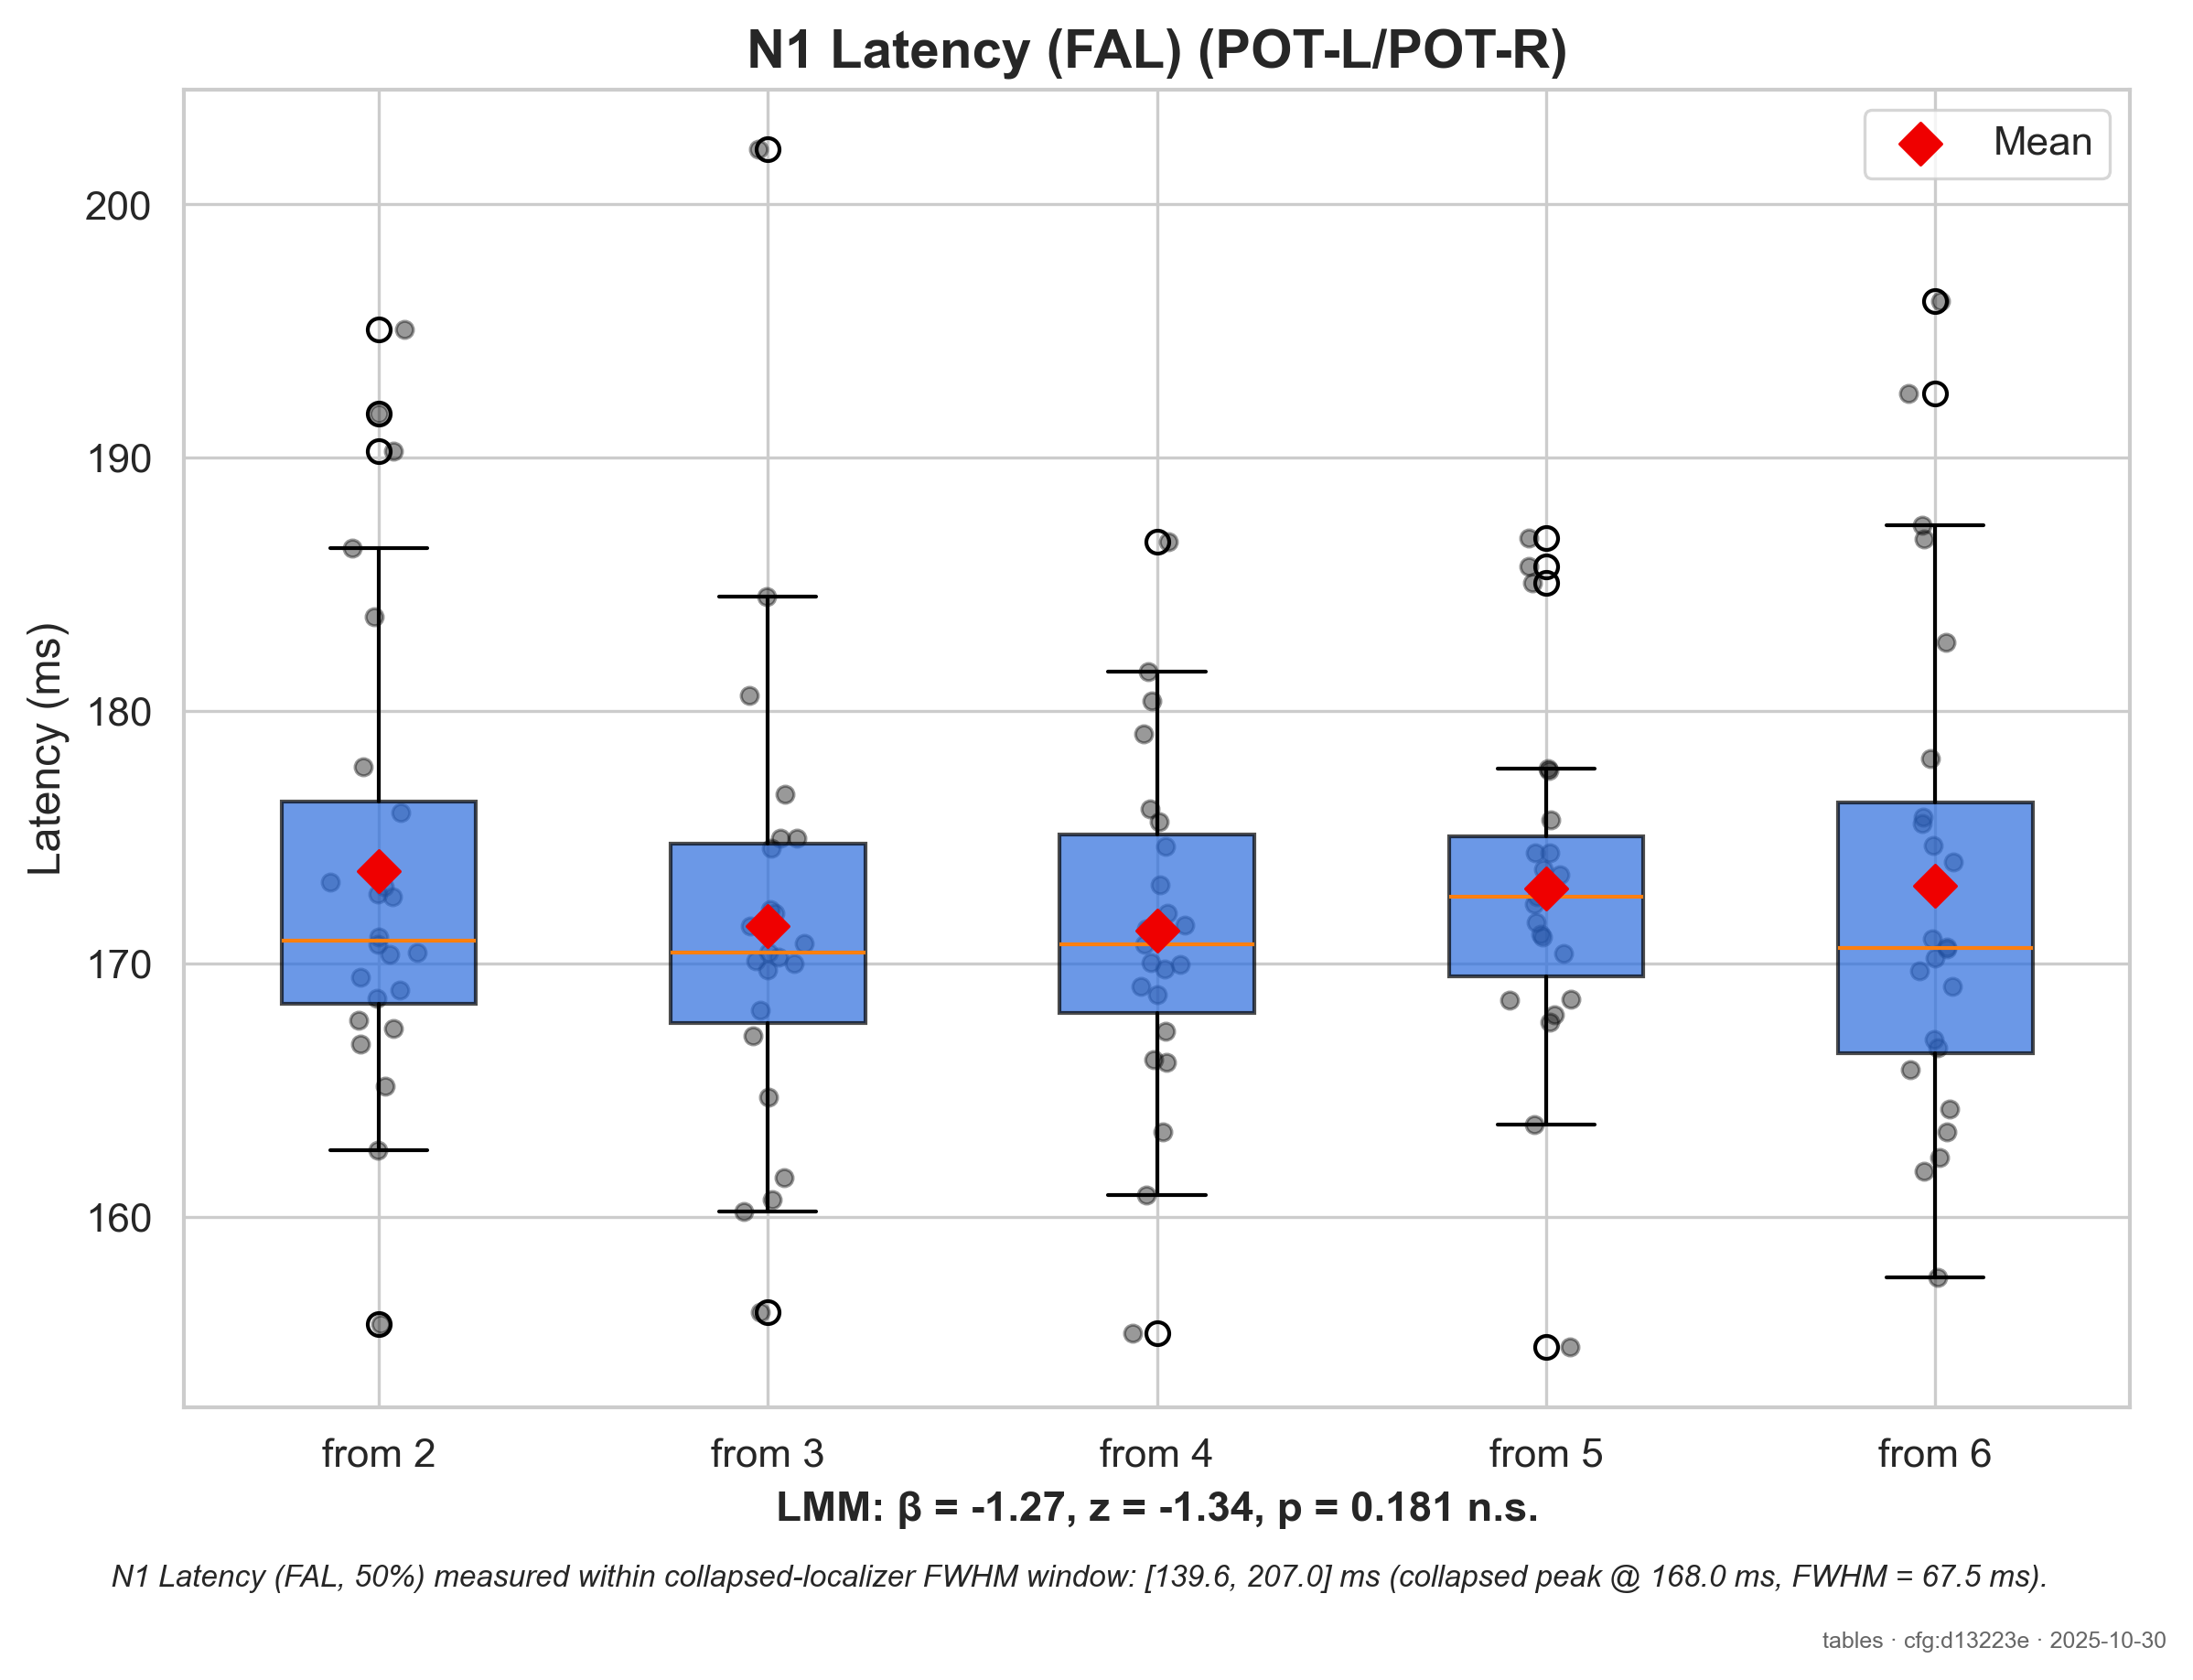 N1 Latency (FAL) (POT-L/POT-R)
Mean
Latency (ms)
200
190
180
170
160
from 2 from 3 from 4 from 5 from 6
LMM: β = -1.27, z = -1.34, p = 0.181 n.s.
N1 Latency (FAL, 50%) measured within collapsed-localizer FWHM window: [139.6, 207.0] ms (collapsed peak @ 168.0 ms, FWHM = 67.5 ms).
tables · cfg:d13223e · 2025-10-30